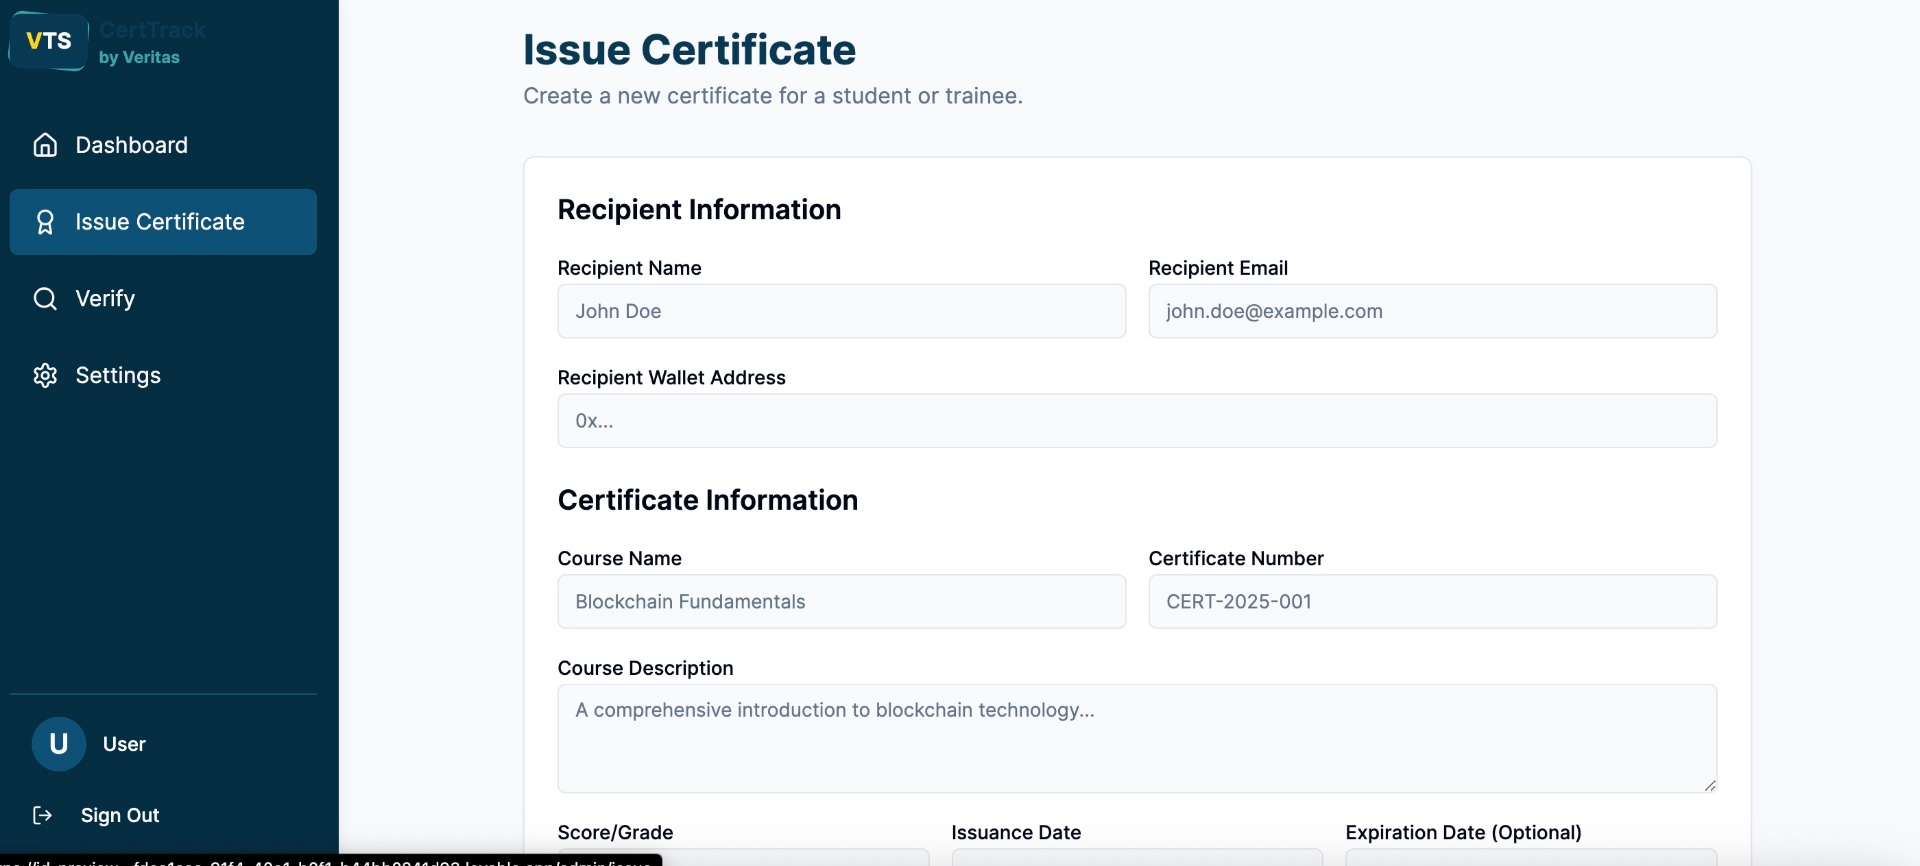 VTS
CertTrack
by Veritas
Dashboard
Issue Certificate
Verify
Settings
U
User
Sign Out
Issue Certificate
Create a new certificate for a student or trainee.
Recipient Information
Recipient Name
Recipient Email
John Doe
john.doe@example.com
Recipient Wallet Address
0x...
Certificate Information
Course Name
Certificate Number
Blockchain Fundamentals
CERT-2025-001
Course Description
A comprehensive introduction to blockchain technology...
Score/Grade
Issuance Date
Expiration Date (Optional)